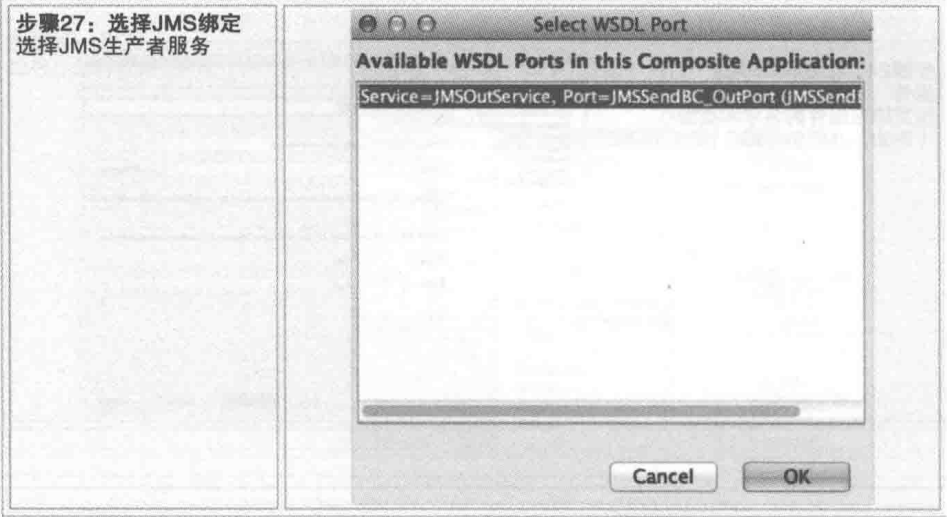 步骤27：选择JMS绑定
选择JMS生产者服务
Select WSDL Port
Available WSDL Ports in this Composite Application:
Service=JMSOutService, Port=JMSSendBC_OutPort (JMSSend
Cancel
OK